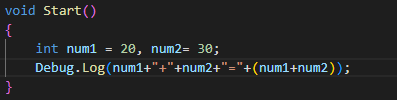 void Start()
{
    int num1 = 20, num2= 30;
    Debug.Log(num1+"+"+num2+"="+(num1+num2));
}